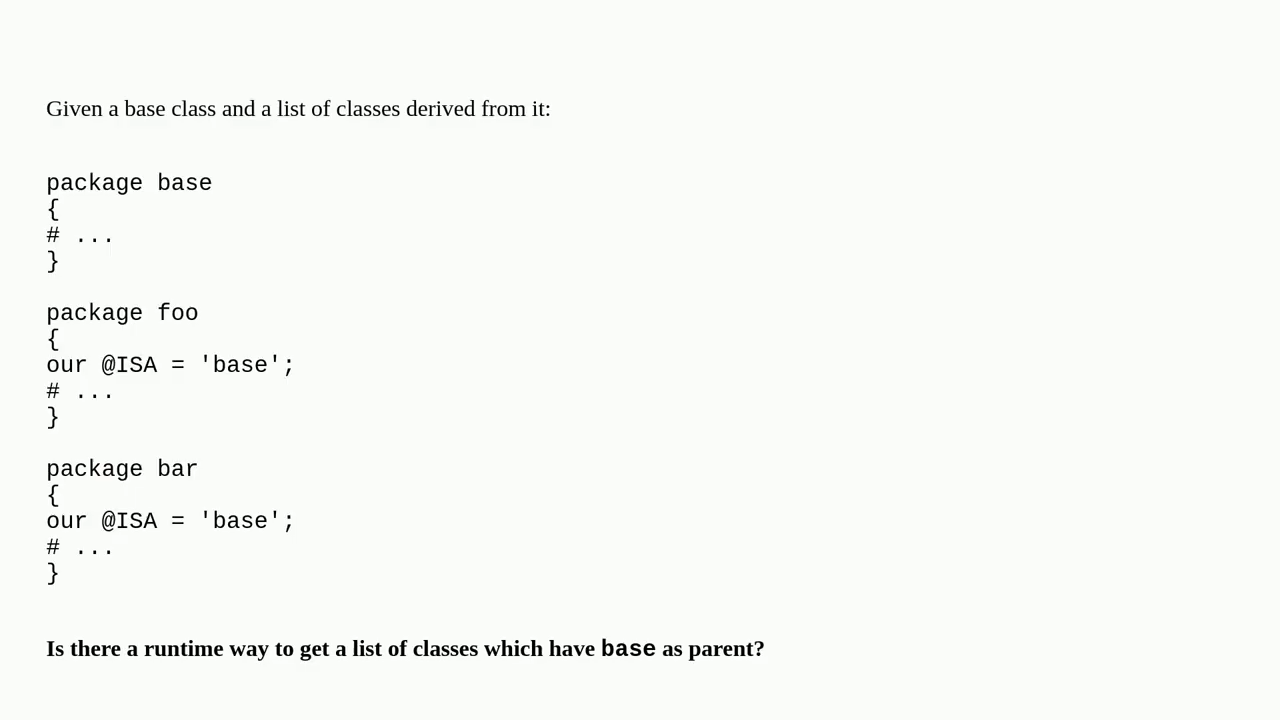 Given a base class and a list of classes derived from it:
package base
{
# ...
}
package foo
{
our @ISA = 'base';
# ...
}
package bar
{
our @ISA = 'base';
# ...
}
Is there a runtime way to get a list of classes which have base as parent?